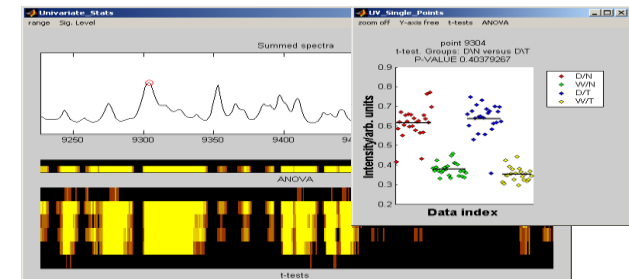 Univariate_Stats
range Sig. Level
Summed spectra
9250 9300 9350 9400
ANOVA
t-tests
UV_Single_Points
zoom off Y-axis free t-tests ANOVA
point 9304
t-test. Groups: D\N versus D\T
P-VALUE 0.40379267
0.9
0.8
0.7
0.6
0.5
0.4
0.3
0.2
Intensity/arb. units
Data index
D/N
W/N
D/T
W/T